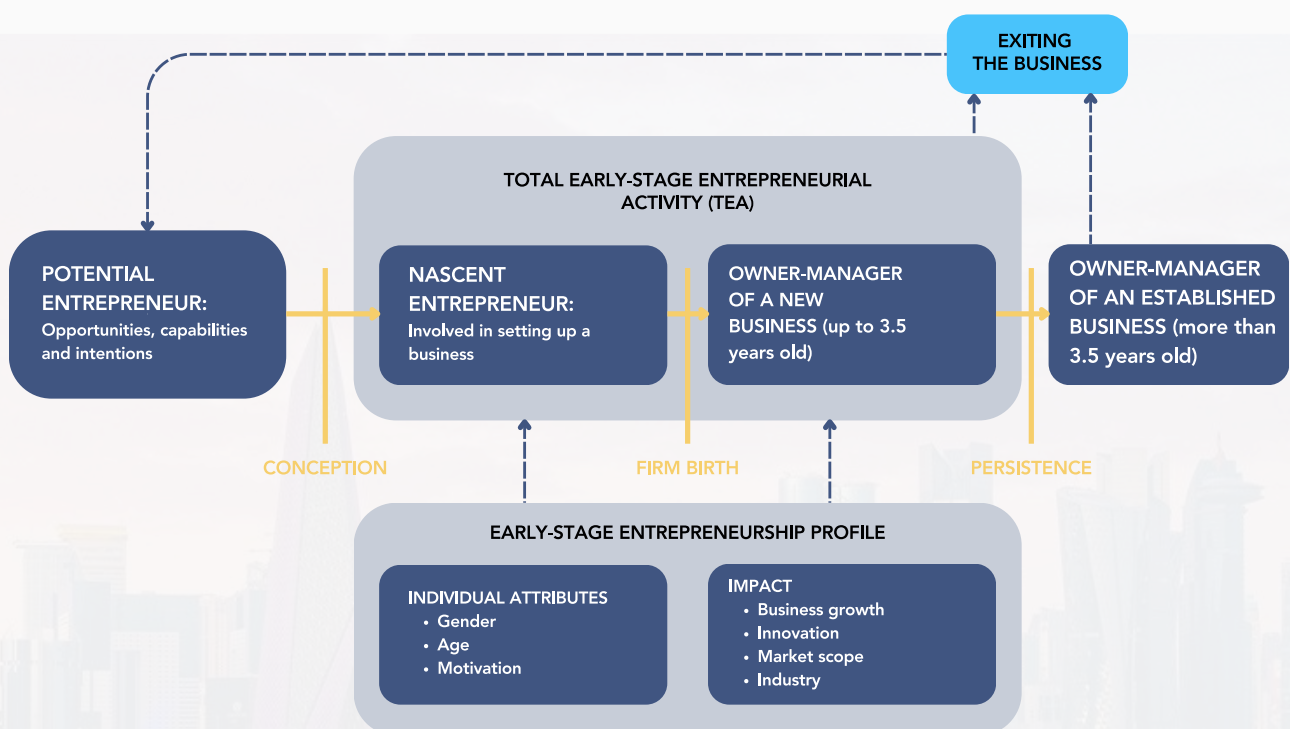 EXITING
THE BUSINESS
TOTAL EARLY-STAGE ENTREPRENEURIAL
ACTIVITY (TEA)
POTENTIAL
ENTREPRENEUR:
Opportunities, capabilities
and intentions
NASCENT
ENTREPRENEUR:
Involved in setting up a
business
OWNER-MANAGER
OF A NEW
BUSINESS (up to 3.5
years old)
OWNER-MANAGER
OF AN ESTABLISHED
BUSINESS (more than
3.5 years old)
CONCEPTION
FIRM BIRTH
PERSISTENCE
EARLY-STAGE ENTREPRENEURSHIP PROFILE
INDIVIDUAL ATTRIBUTES
• Gender
• Age
• Motivation
IMPACT
• Business growth
• Innovation
• Market scope
• Industry